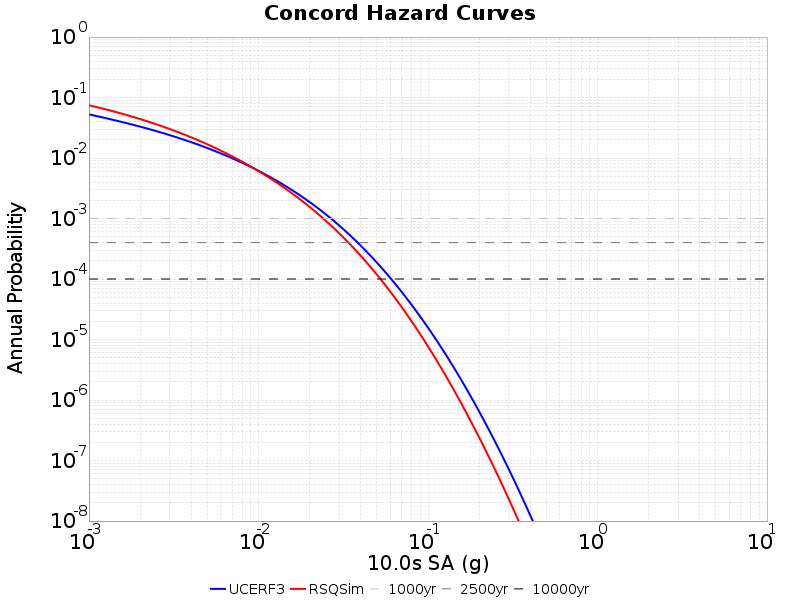 Concord Hazard Curves
10^0
10^-1
10^-2
10^-3
10^-4
10^-5
10^-6
10^-7
10^-8
Annual Probabilitiy
10^-3 10^-2 10^-1 10^0 10^1
10.0s SA (g)
UCERF3 RSQSim 1000yr 2500yr 10000yr